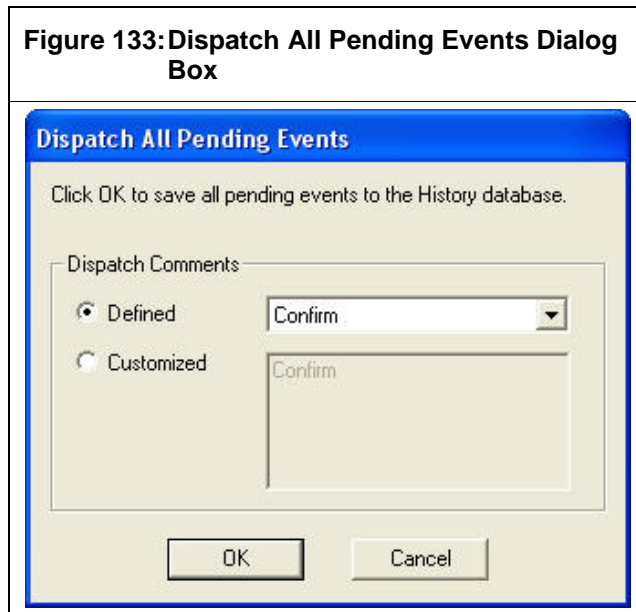 Figure 133: Dispatch All Pending Events Dialog
Box
Dispatch All Pending Events
Click OK to save all pending events to the History database.
Dispatch Comments
Defined
Confirm
Customized
Confirm
OK
Cancel